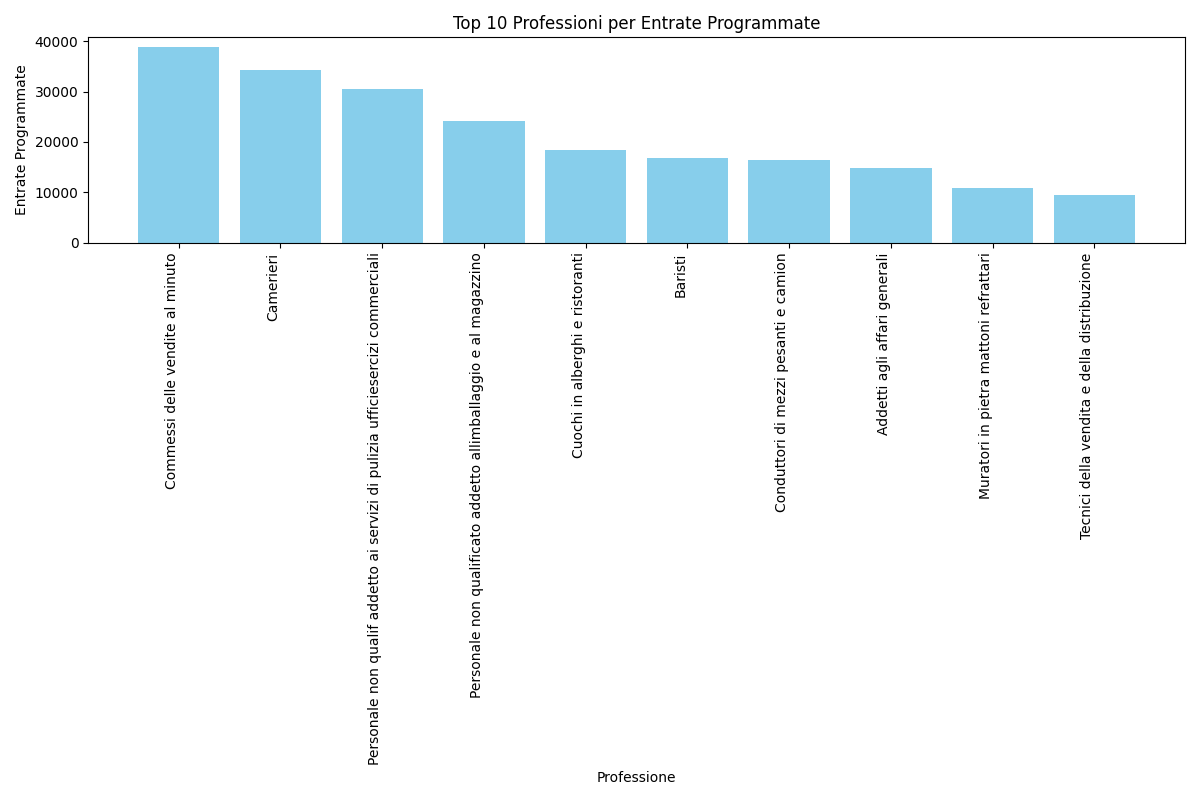 Top 10 Professioni per Entrate Programmate
Entrate Programmate
40000
30000
20000
10000
0
Commessi delle vendite al minuto
Camerieri
Personale non qualif addetto ai servizi di pulizia ufficiesercizi commerciali
Personale non qualificato addetto allimballaggio e al magazzino
Cuochi in alberghi e ristoranti
Baristi
Conduttori di mezzi pesanti e camion
Addetti agli affari generali
Muratori in pietra mattoni refrattari
Tecnici della vendita e della distribuzione
Professione